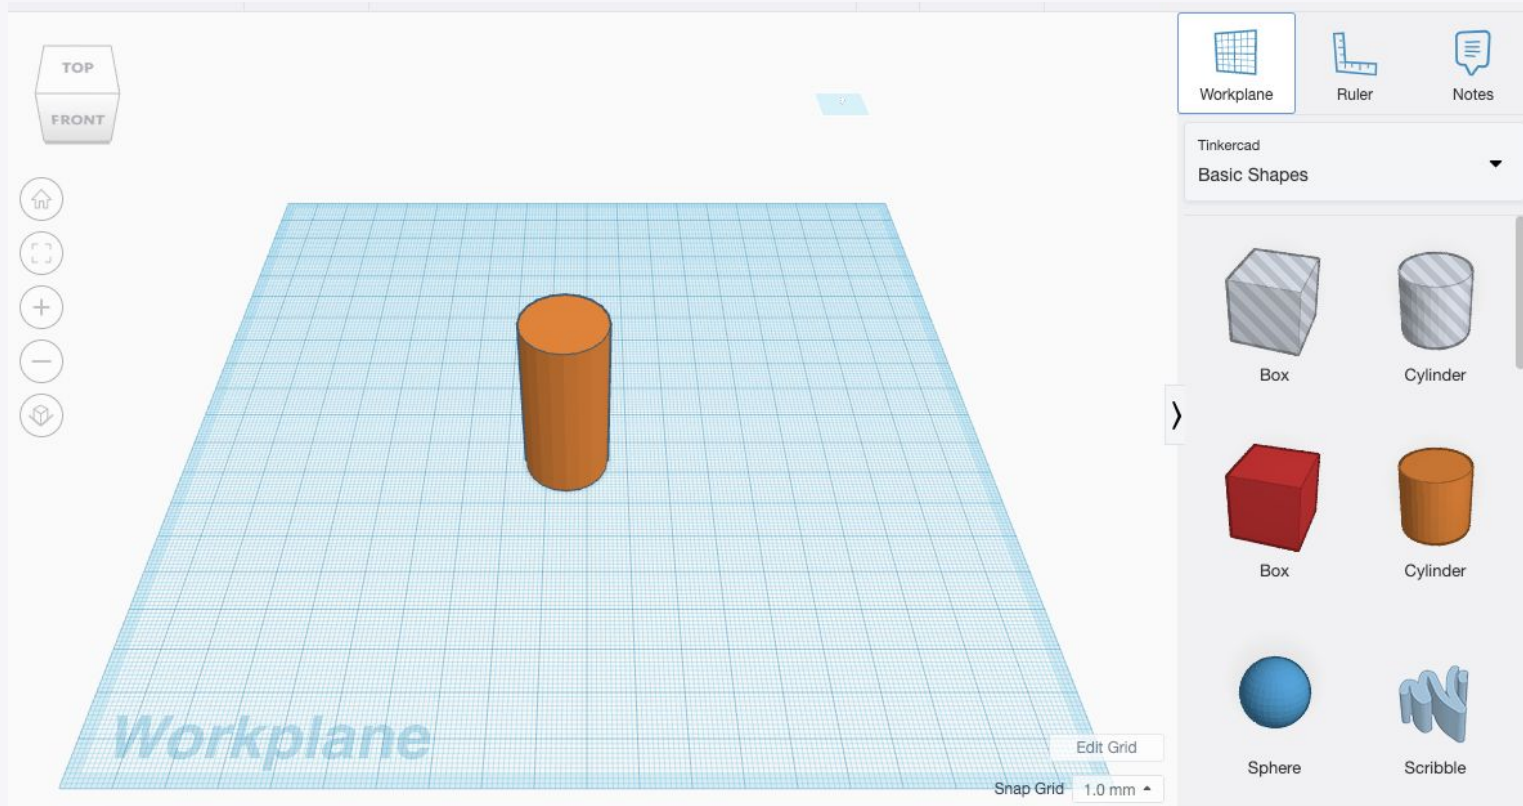 TOP
FRONT
Workplane
Ruler
Notes
Tinkercad
Basic Shapes
Box
Cylinder
Box
Cylinder
Sphere
Scribble
Workplane
Edit Grid
Snap Grid
1.0 mm